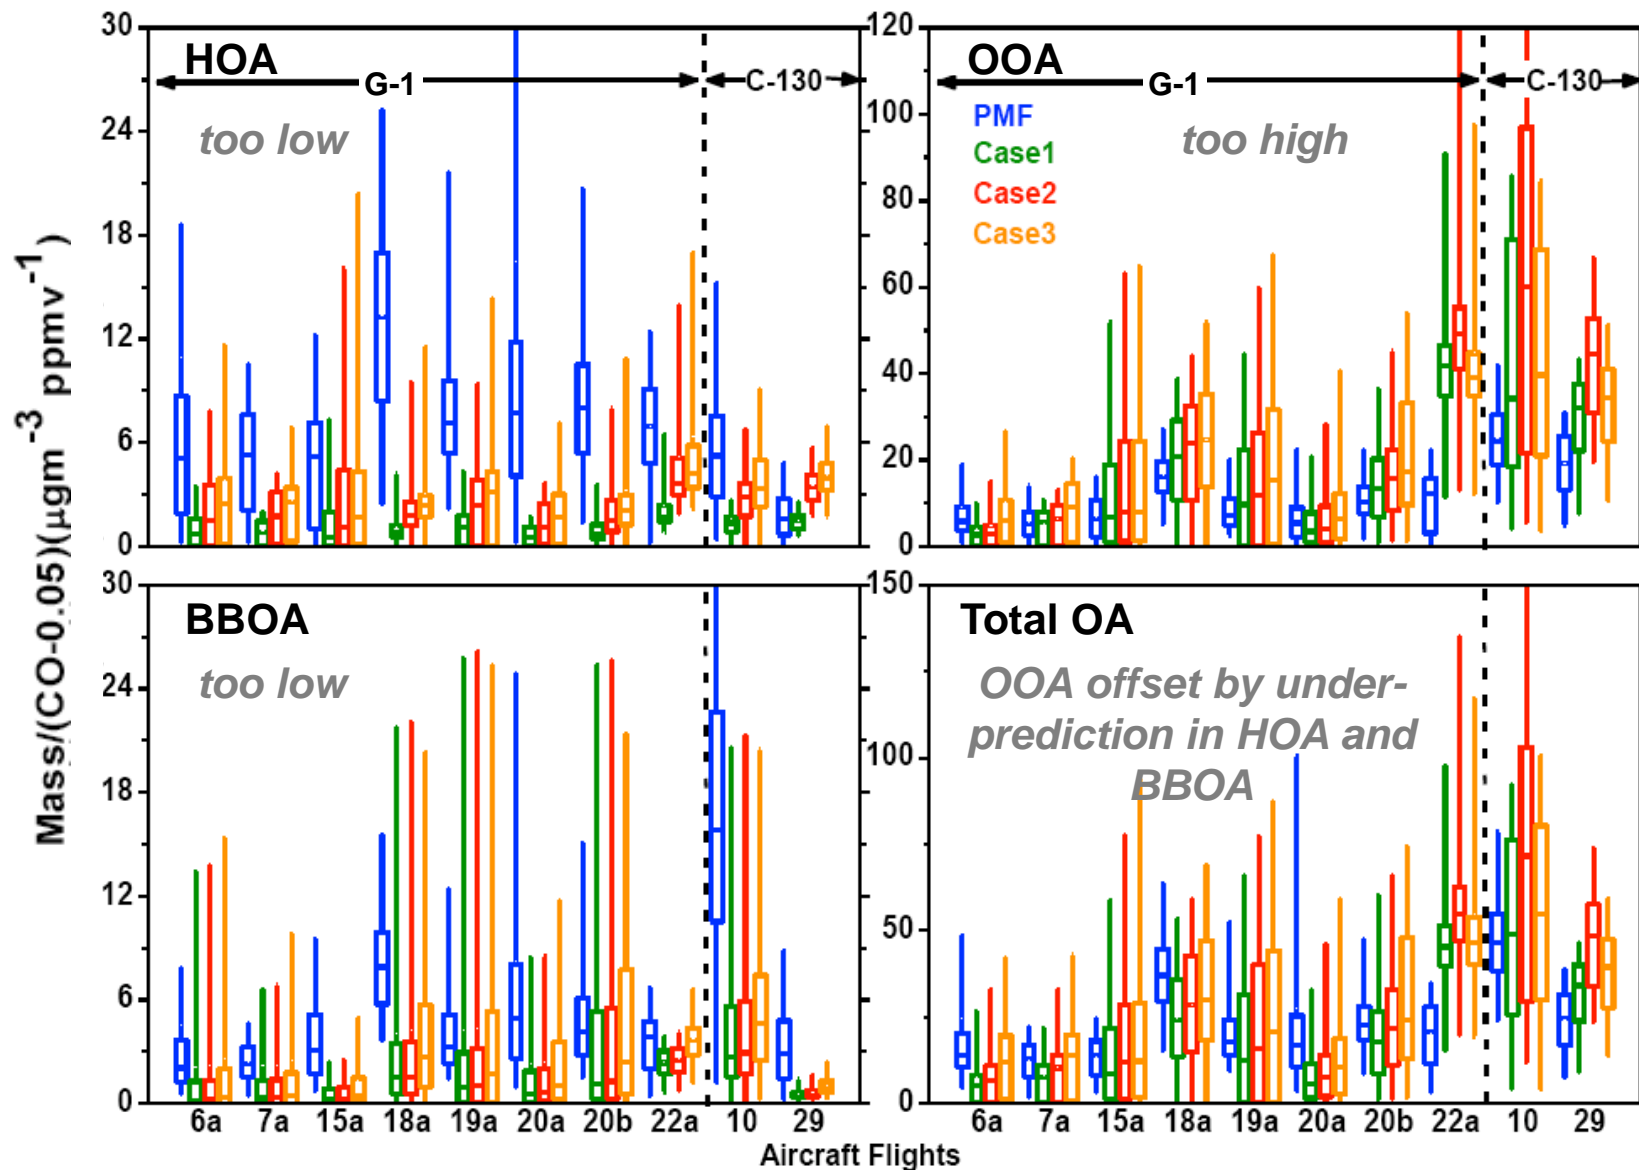 30
24
18
12
6
0
HOA
G-1
C-130
too low
120
100
80
60
40
20
0
OOA
G-1
C-130
too high
PMF
Case1
Case2
Case3
Mass/(CO-0.05)(µgm-3 ppmv-1)
30
24
18
12
6
0
BBOA
too low
150
100
50
0
Total OA
OOA offset by under-
prediction in HOA and
BBOA
6a 7a 15a 18a 19a 20a 20b 22a 10 29
6a 7a 15a 18a 19a 20a 20b 22a 10 29
Aircraft Flights